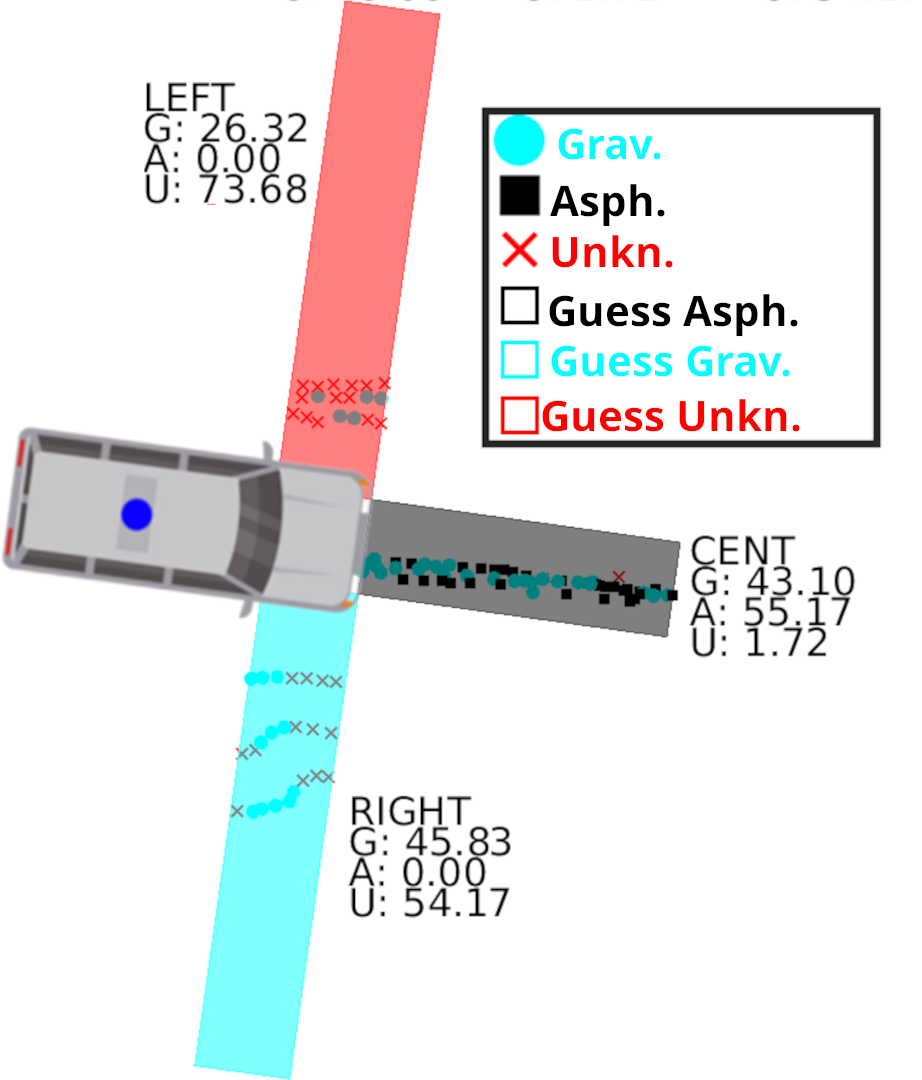 LEFT
G: 26.32
A: 0.00
U: 73.68
Grav.
Asph.
Unkn.
Guess Asph.
Guess Grav.
Guess Unkn.
CENT
G: 43.10
A: 55.17
U: 1.72
RIGHT
G: 45.83
A: 0.00
U: 54.17